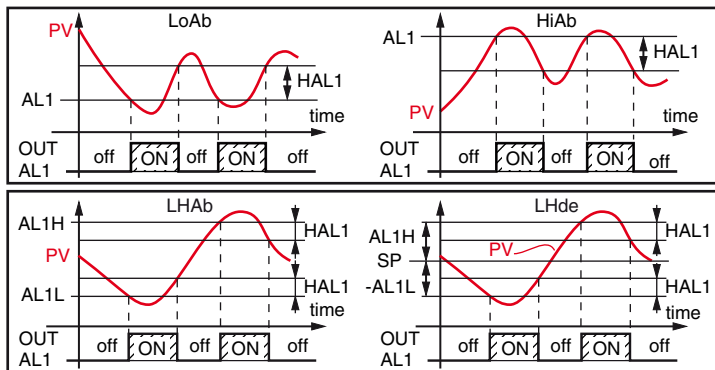 LoAb
PV
HAL1
AL1
time
OUT
AL1
off ON off ON off
HiAb
AL1
HAL1
PV
time
OUT
AL1
off ON off ON off
LHAb
AL1H
HAL1
PV
HAL1
AL1L
time
OUT
AL1
off ON off ON off
LHde
AL1H
HAL1
PV
SP
-AL1L
HAL1
time
OUT
AL1
off ON off ON off